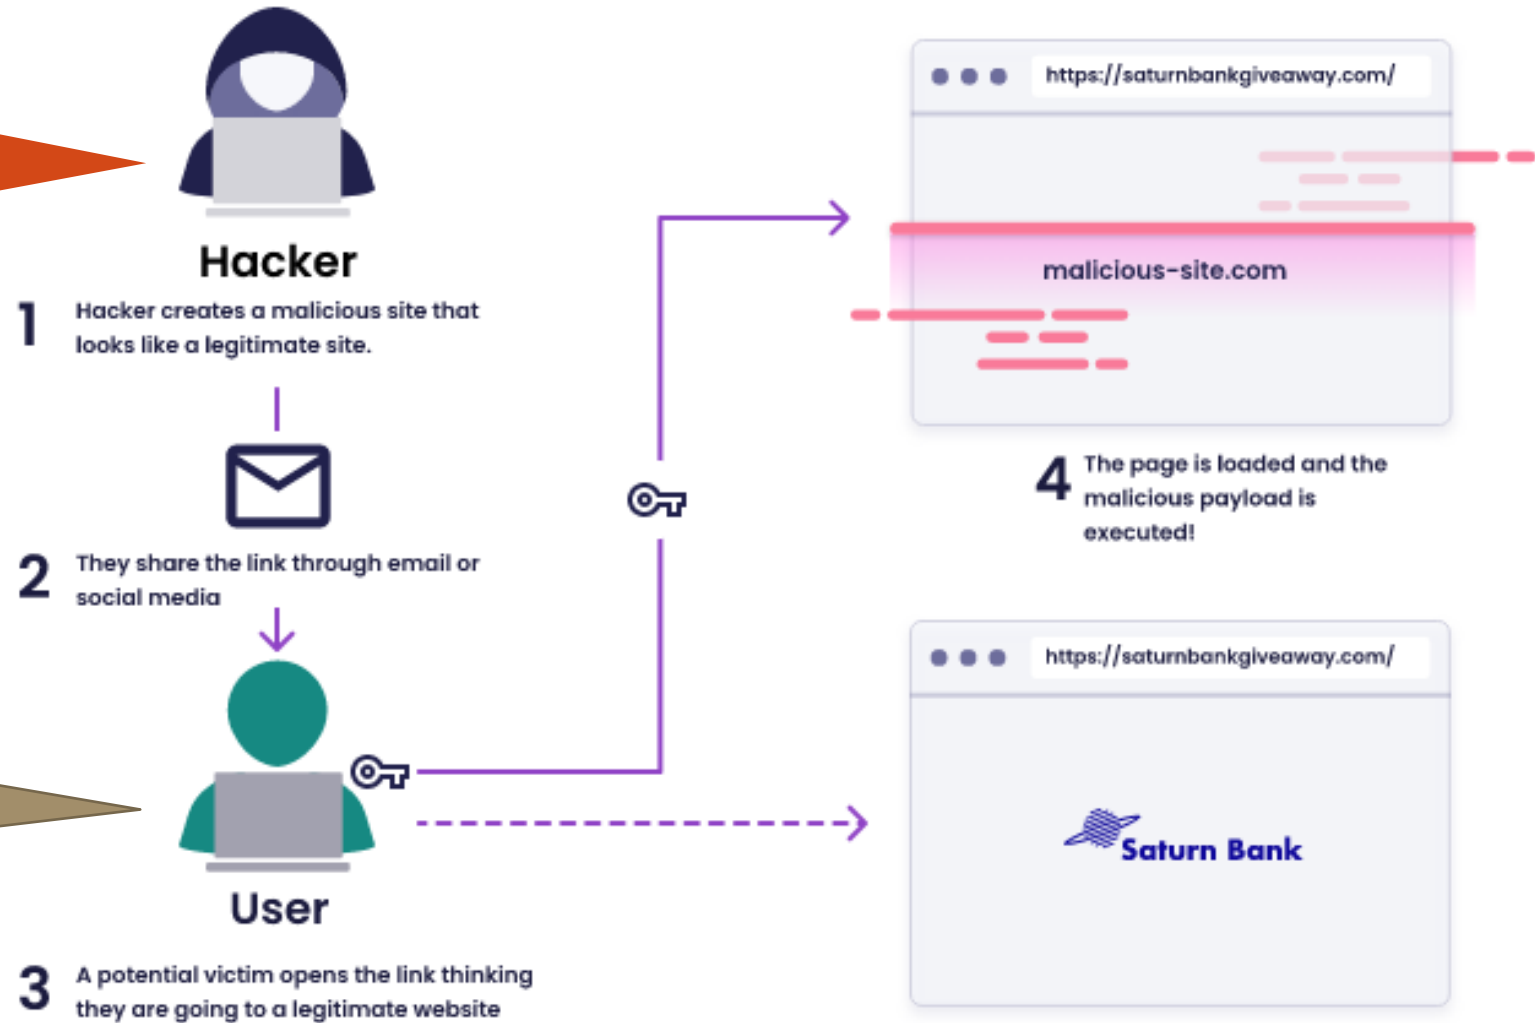 Hacker
1
Hacker creates a malicious site that
looks like a legitimate site.
2
They share the link through email or
social media
User
3
A potential victim opens the link thinking
they are going to a legitimate website
https://saturnbankgiveaway.com/
malicious-site.com
4
The page is loaded and the
malicious payload is
executed!
https://saturnbankgiveaway.com/
Saturn Bank